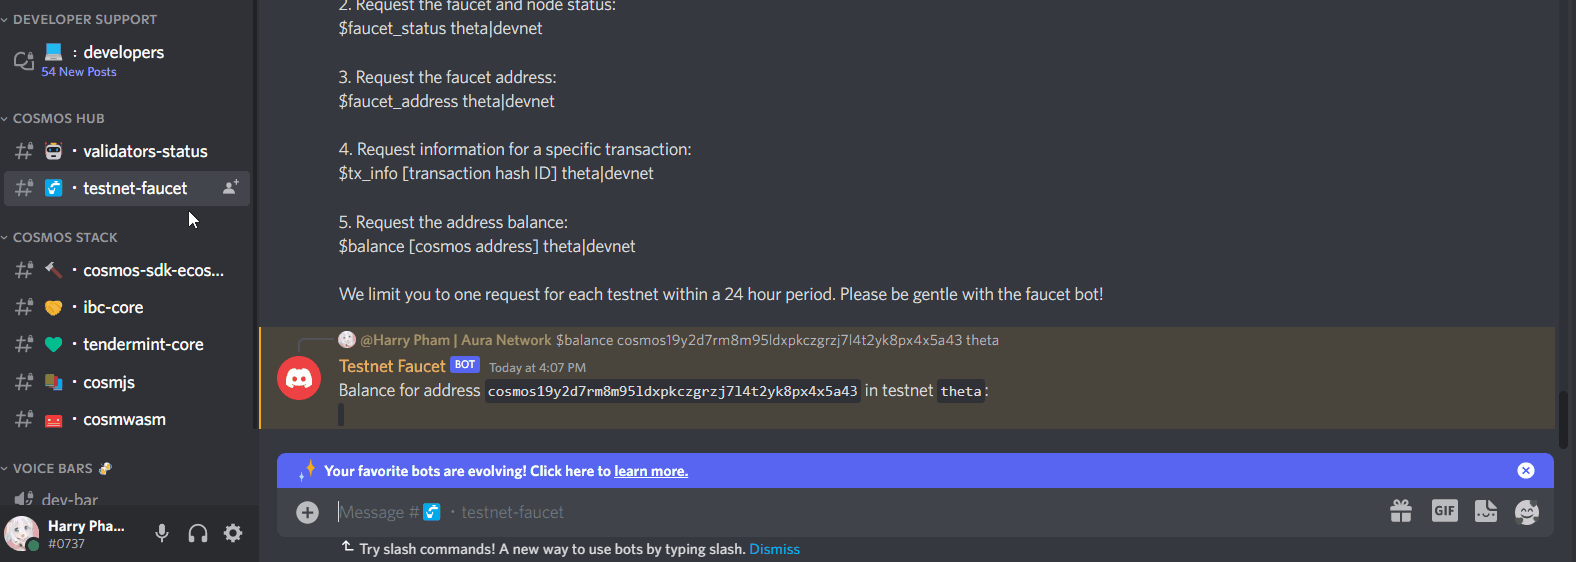 DEVELOPER SUPPORT
: developers
54 New Posts
COSMOS HUB
validators-status
testnet-faucet
COSMOS STACK
cosmos-sdk-ecos...
ibc-core
tendermint-core
cosmjs
cosmwasm
VOICE BARS
dev-bar
Harry Pha...
#0737
2. Request the faucet and node status:
$faucet_status theta|devnet
3. Request the faucet address:
$faucet_address theta|devnet
4. Request information for a specific transaction:
$tx_info [transaction hash ID] theta|devnet
5. Request the address balance:
$balance [cosmos address] theta|devnet
We limit you to one request for each testnet within a 24 hour period. Please be gentle with the faucet bot!
@Harry Pham | Aura Network $balance cosmos19y2d7rm8m95ldxpkczgrzj7l4t2yk8px4x5a43 theta
Testnet Faucet BOT Today at 4:07 PM
Balance for address cosmos19y2d7rm8m95ldxpkczgrzj7l4t2yk8px4x5a43 in testnet theta:
Your favorite bots are evolving! Click here to learn more.
Message # · testnet-faucet
GIF
Try slash commands! A new way to use bots by typing slash. Dismiss